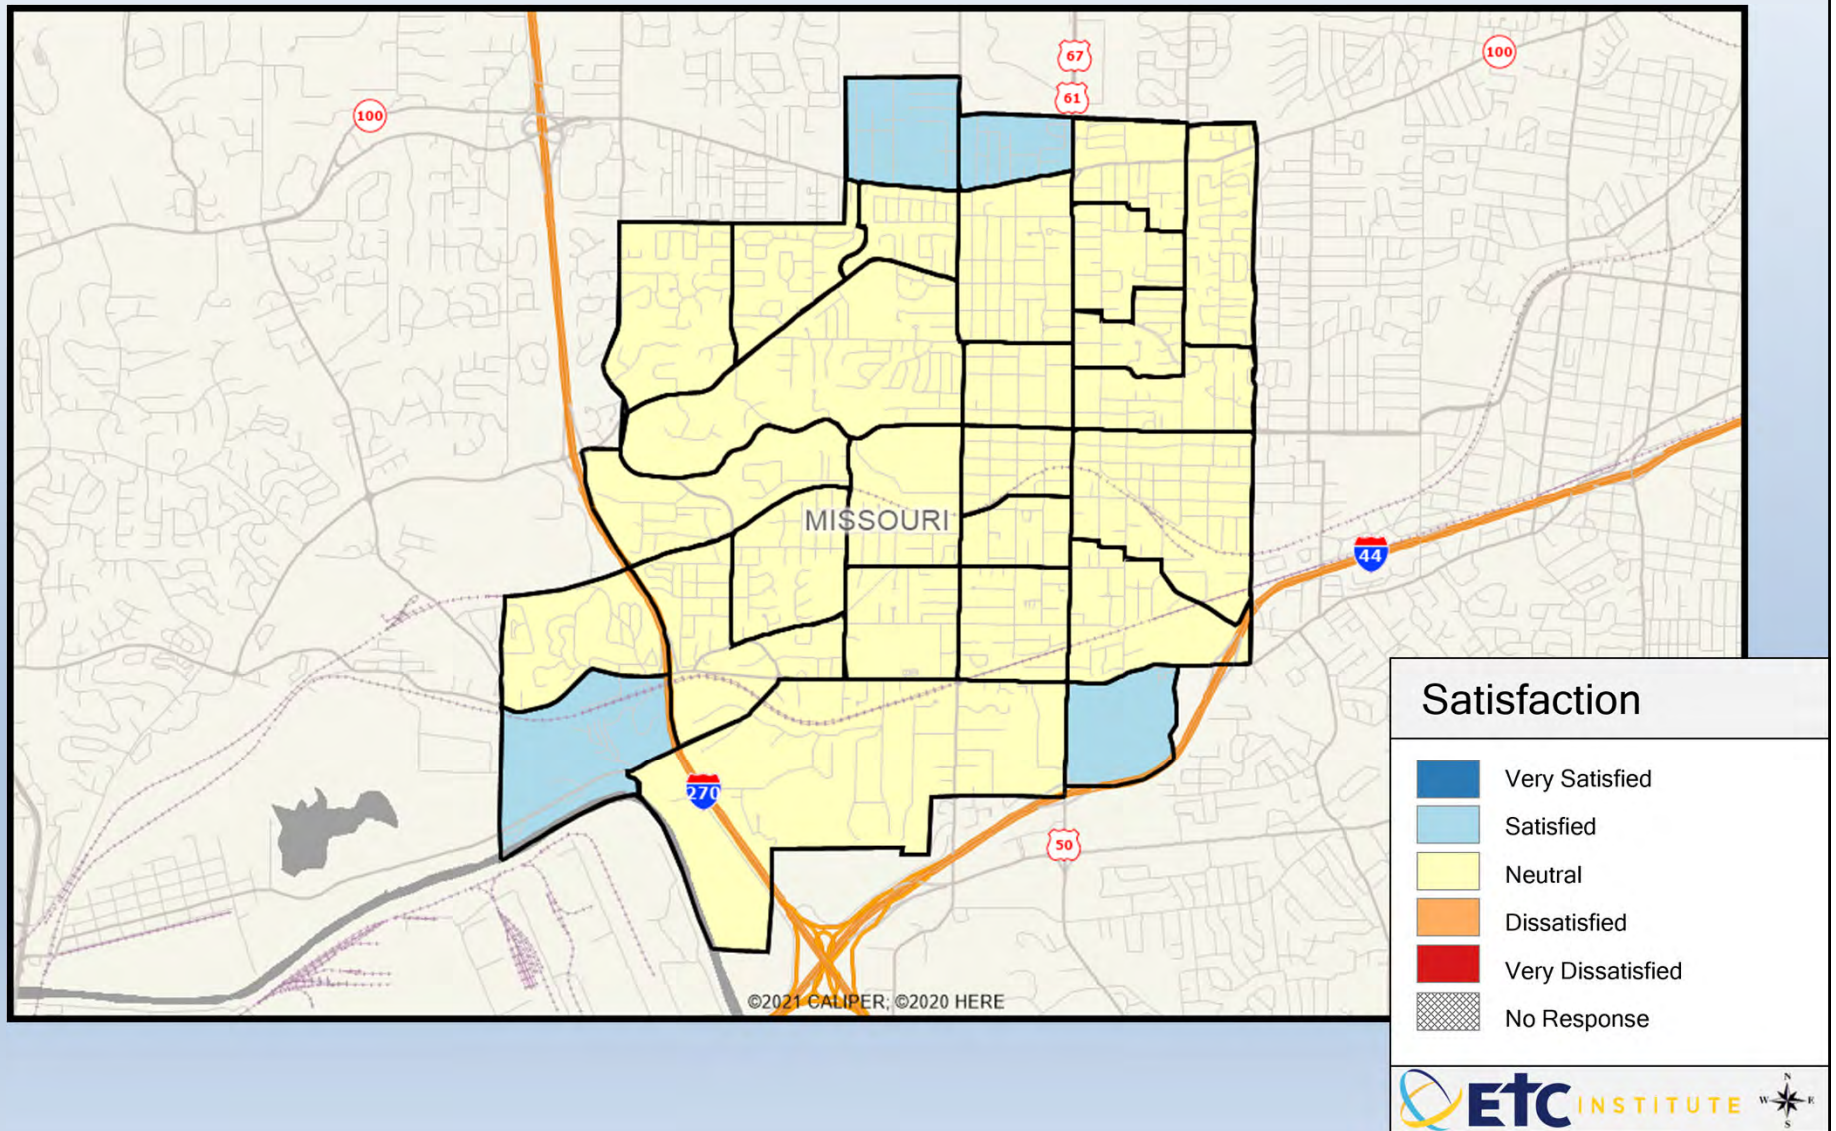 67
100
61
100
MISSOURI
44
270
50
©2021 CALIPER; ©2020 HERE
Satisfaction
Very Satisfied
Satisfied
Neutral
Dissatisfied
Very Dissatisfied
No Response
ETC INSTITUTE
N
W E
S